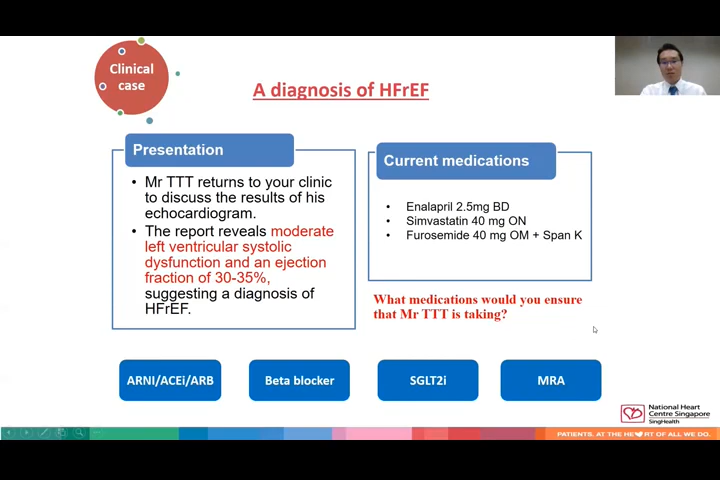 Clinical
case
A diagnosis of HFrEF
Presentation
• Mr TTT returns to your clinic
to discuss the results of his
echocardiogram.
• The report reveals moderate
left ventricular systolic
dysfunction and an ejection
fraction of 30-35%,
suggesting a diagnosis of
HFrEF.
Current medications
• Enalapril 2.5mg BD
• Simvastatin 40 mg ON
• Furosemide 40 mg OM + Span K
What medications would you ensure
that Mr TTT is taking?
ARNI/ACEi/ARB
Beta blocker
SGLT2i
MRA
National Heart
Centre Singapore
SingHealth
PATIENTS. AT THE HE RT OF ALL WE DO.